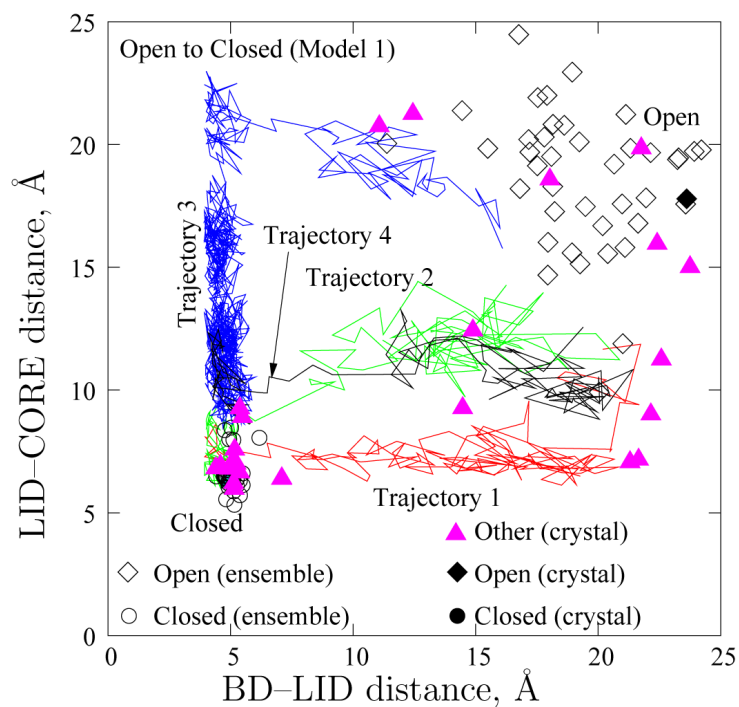 25
Open to Closed (Model 1)
Open
20
Trajectory 3
Trajectory 4
Trajectory 2
15
10
Trajectory 1
5
Closed
Other (crystal)
Open (ensemble)
Open (crystal)
Closed (ensemble)
Closed (crystal)
0
0 5 10 15 20 25
BD–LID distance, Å
LID–CORE distance, Å